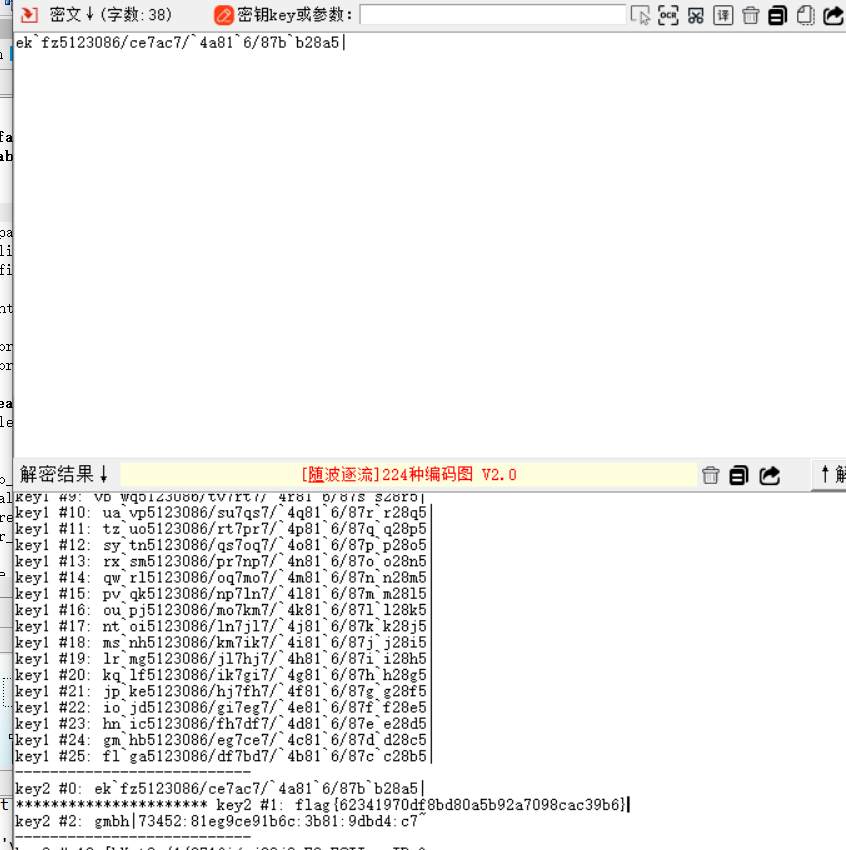 密文↓(字数:38) 密钥key或参数:
ek`fz5123086/ce7ac7/`4a81`6/87b`b28a5|
解密结果↓ [随波逐流]224种编码图 V2.0
key1 #9: vb`wq5123086/tv7rt7/`4r81`6/87s`s28r5|
key1 #10: ua`vp5123086/su7qs7/`4q81`6/87r`r28q5|
key1 #11: tz`uo5123086/rt7pr7/`4p81`6/87q`q28p5|
key1 #12: sy`tn5123086/qs7oq7/`4o81`6/87p`p28o5|
key1 #13: rx`sm5123086/pr7np7/`4n81`6/87o`o28n5|
key1 #14: qw`rl5123086/oq7mo7/`4m81`6/87n`n28m5|
key1 #15: pv`qk5123086/np7ln7/`4l81`6/87m`m28l5|
key1 #16: ou`pj5123086/mo7km7/`4k81`6/87l`l28k5|
key1 #17: nt`oi5123086/ln7jl7/`4j81`6/87k`k28j5|
key1 #18: ms`nh5123086/km7ik7/`4i81`6/87j`j28i5|
key1 #19: lr`mg5123086/jl7hj7/`4h81`6/87i`i28h5|
key1 #20: kq`lf5123086/ik7gi7/`4g81`6/87h`h28g5|
key1 #21: jp`ke5123086/hj7fh7/`4f81`6/87g`g28f5|
key1 #22: io`jd5123086/gi7eg7/`4e81`6/87f`f28e5|
key1 #23: hn`ic5123086/fh7df7/`4d81`6/87e`e28d5|
key1 #24: gm`hb5123086/eg7ce7/`4c81`6/87d`d28c5|
key1 #25: fl`ga5123086/df7bd7/`4b81`6/87c`c28b5|
---------------------------
key2 #0: ek`fz5123086/ce7ac7/`4a81`6/87b`b28a5|
********************** key2 #1: flag{62341970df8bd80a5b92a7098cac39b6}
key2 #2: gmbh|73452:81eg9ce91b6c:3b81:9dbd4:c7~
---------------------------